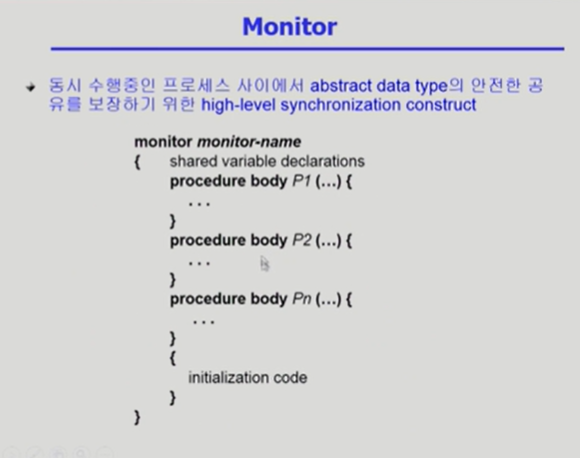 Monitor
동시 수행중인 프로세스 사이에서 abstract data type의 안전한 공
유를 보장하기 위한 high-level synchronization construct
monitor monitor-name
{ shared variable declarations
procedure body P1 (...) {
...
}
procedure body P2 (...) {
...
}
procedure body Pn (...) {
...
}
{
initialization code
}
}